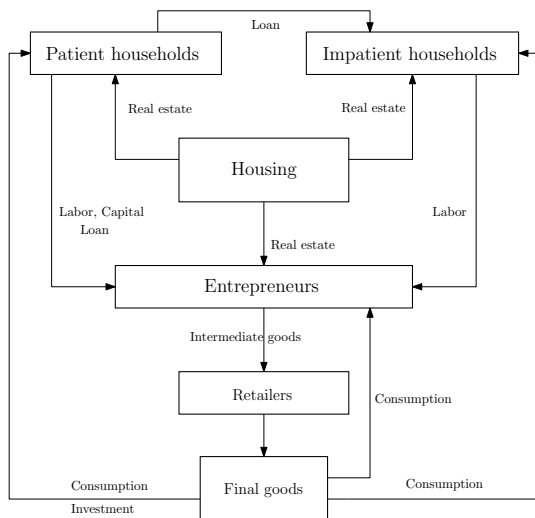 Loan
Patient households
Impatient households
Real estate
Real estate
Housing
Labor, Capital
Loan
Labor
Real estate
Entrepreneurs
Intermediate goods
Retailers
Consumption
Consumption
Investment
Final goods
Consumption